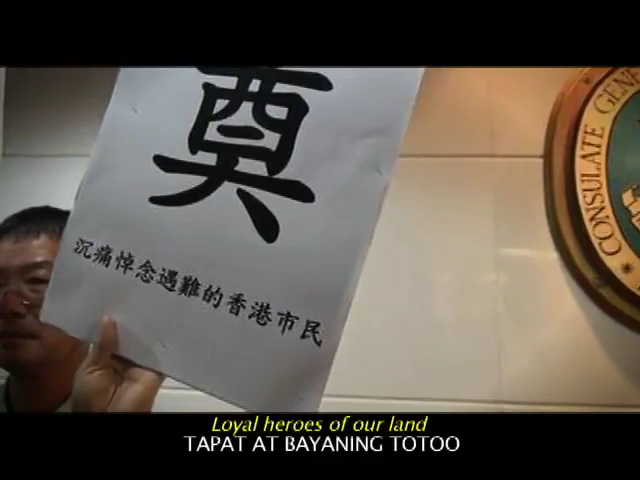 奠
沉痛悼念遇難的香港市民
CONSULATE GENE
Loyal heroes of our land
TAPAT AT BAYANING TOTOO